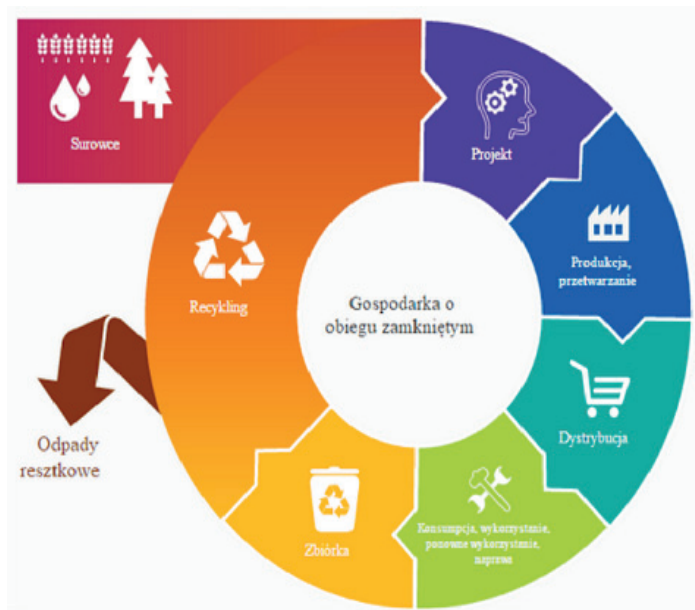 Surowce
Projekt
Produkcja,
przetwarzanie
Recykling
Gospodarka o
obiegu zamkniętym
Dystrybucja
Odpady
resztkowe
Konsumpcja, wykorzystanie,
ponowne wykorzystanie,
naprawa
Zbiórka